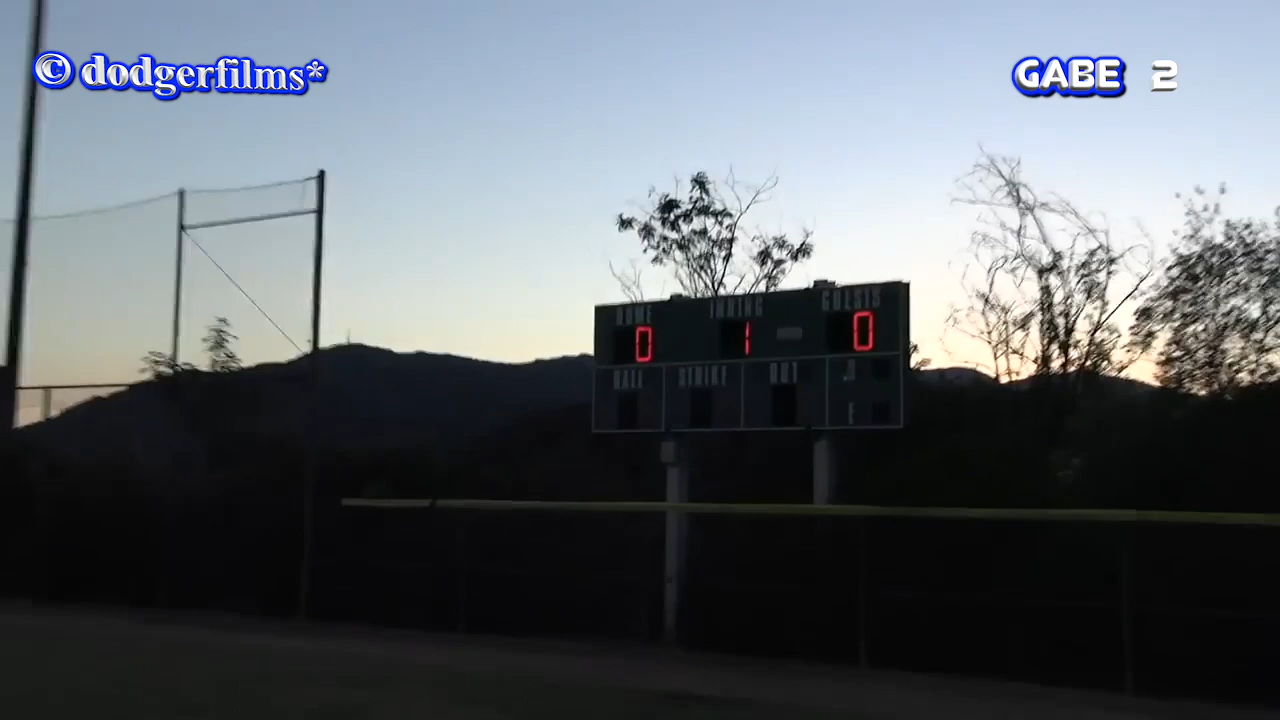 © dodgerfilms*
GABE 2
HOME INNING GUESTS
0 1 0
BALL STRIKE OUT H
E